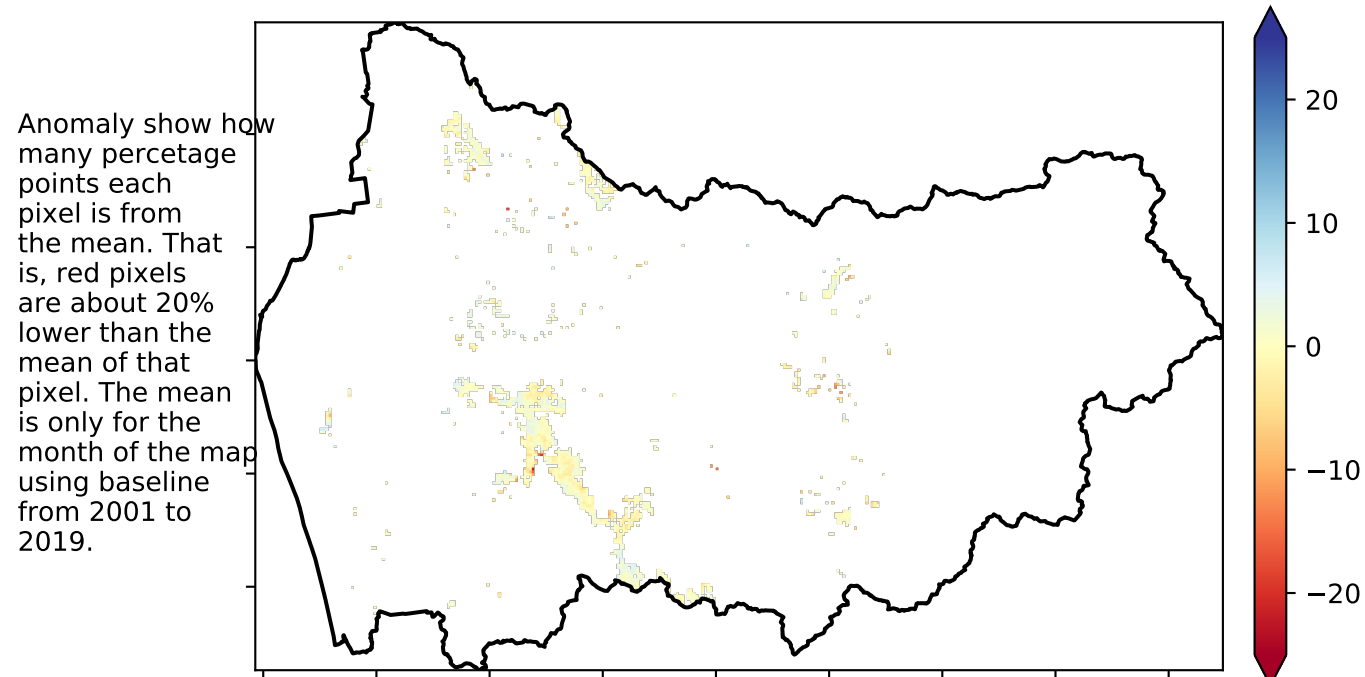 Anomaly show how
many percetage
points each
pixel is from
the mean. That
is, red pixels
are about 20%
lower than the
mean of that
pixel. The mean
is only for the
month of the map
using baseline
from 2001 to
2019.
20
10
0
−10
−20